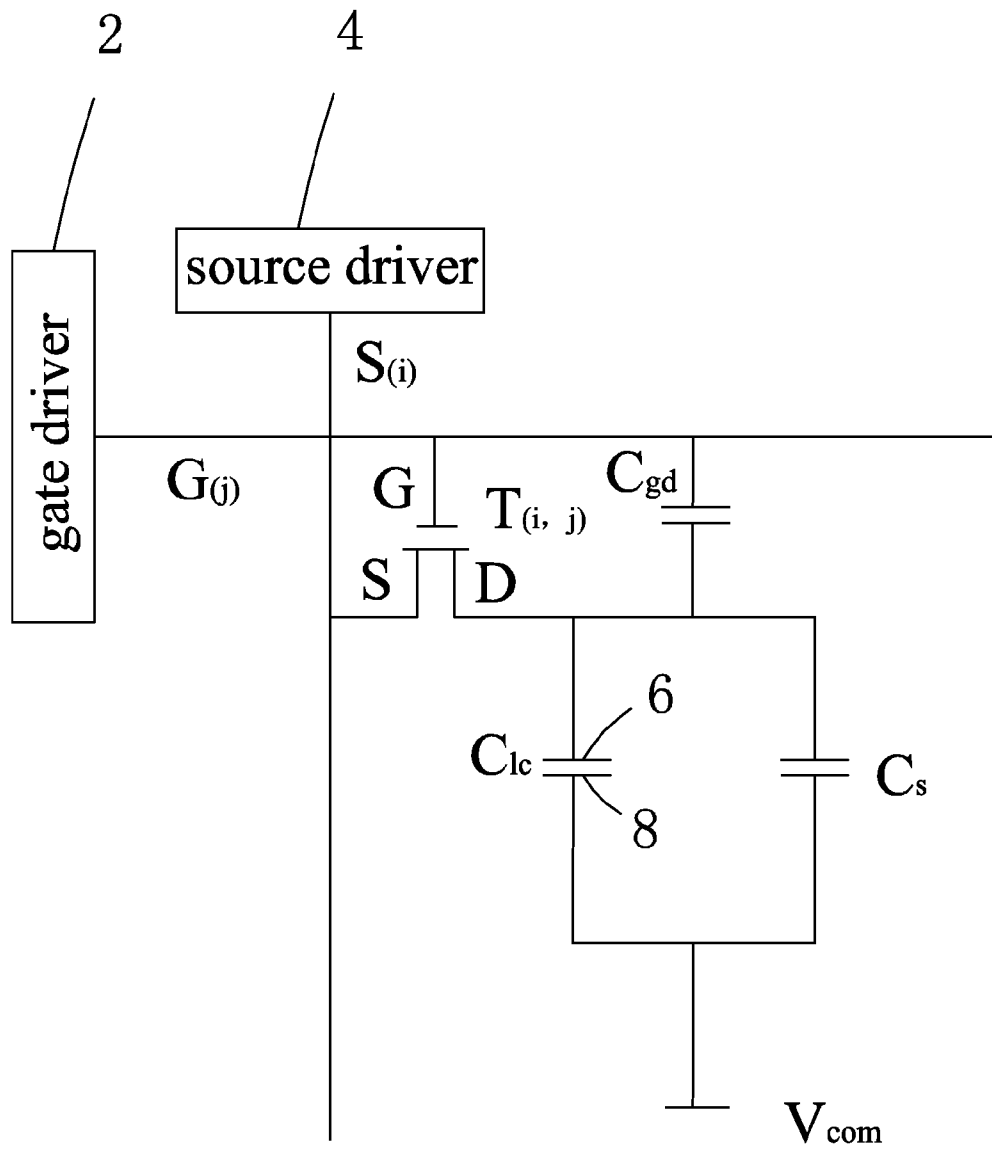 2
4
source driver
gate driver
S(i)
G(j)
G
T(i, j)
Cgd
S
D
6
Clc
Cs
8
Vcom